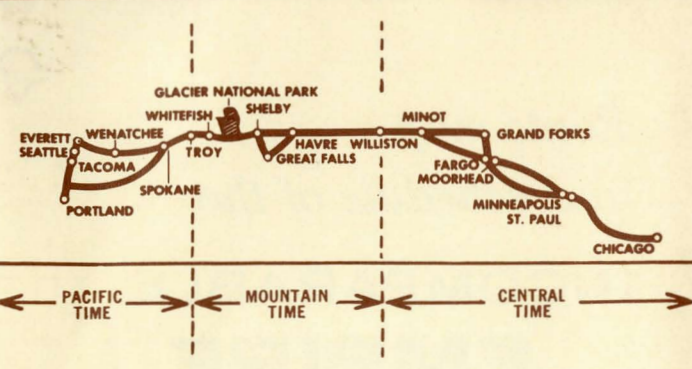 GLACIER NATIONAL PARK
SHELBY
WHITEFISH
MINOT
EVERETT
WENATCHEE
SEATTLE
TROY
HAVRE
WILLISTON
GRAND FORKS
TACOMA
GREAT FALLS
FARGO
MOORHEAD
SPOKANE
PORTLAND
MINNEAPOLIS
ST. PAUL
CHICAGO
PACIFIC
TIME
MOUNTAIN
TIME
CENTRAL
TIME